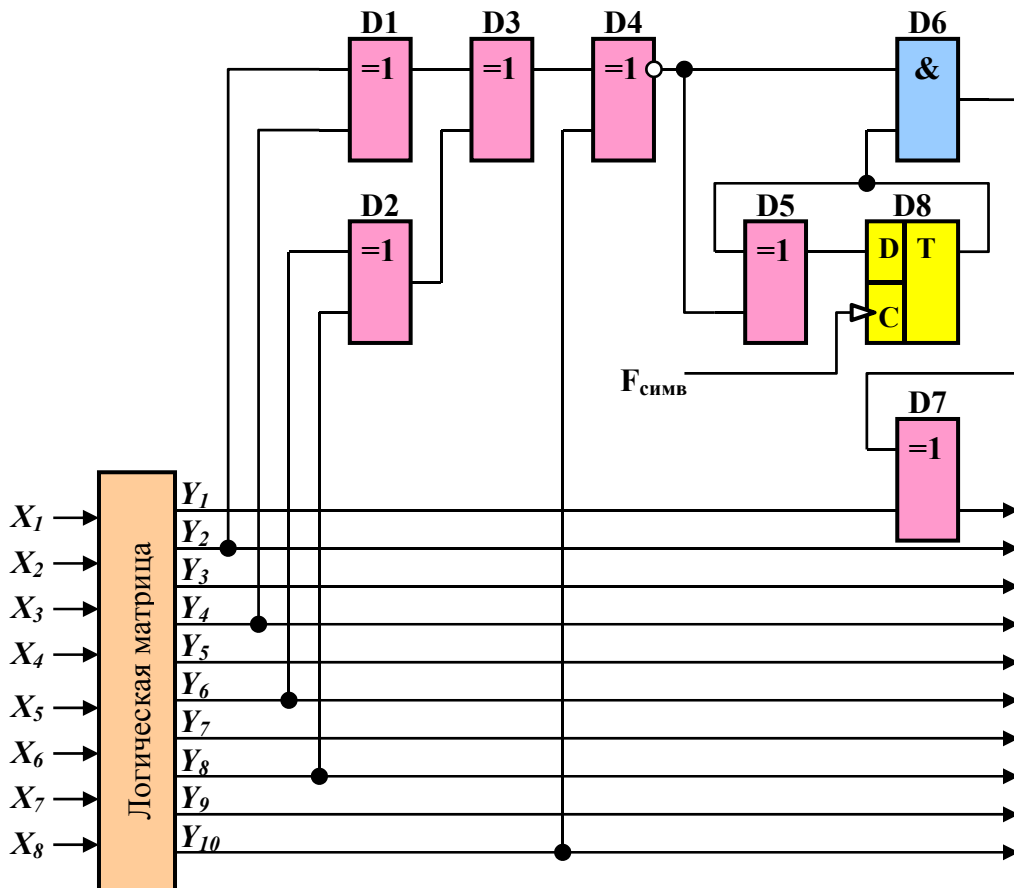 D1 D3 D4 D6
=1 =1 =1 &
D2 D5 D8
=1 =1 D T
C
Fсимв
D7
=1
Логическая матрица
X1 Y1
X2 Y2
X3 Y3
X4 Y4
X5 Y5
X6 Y6
X7 Y7
X8 Y8
Y9
Y10